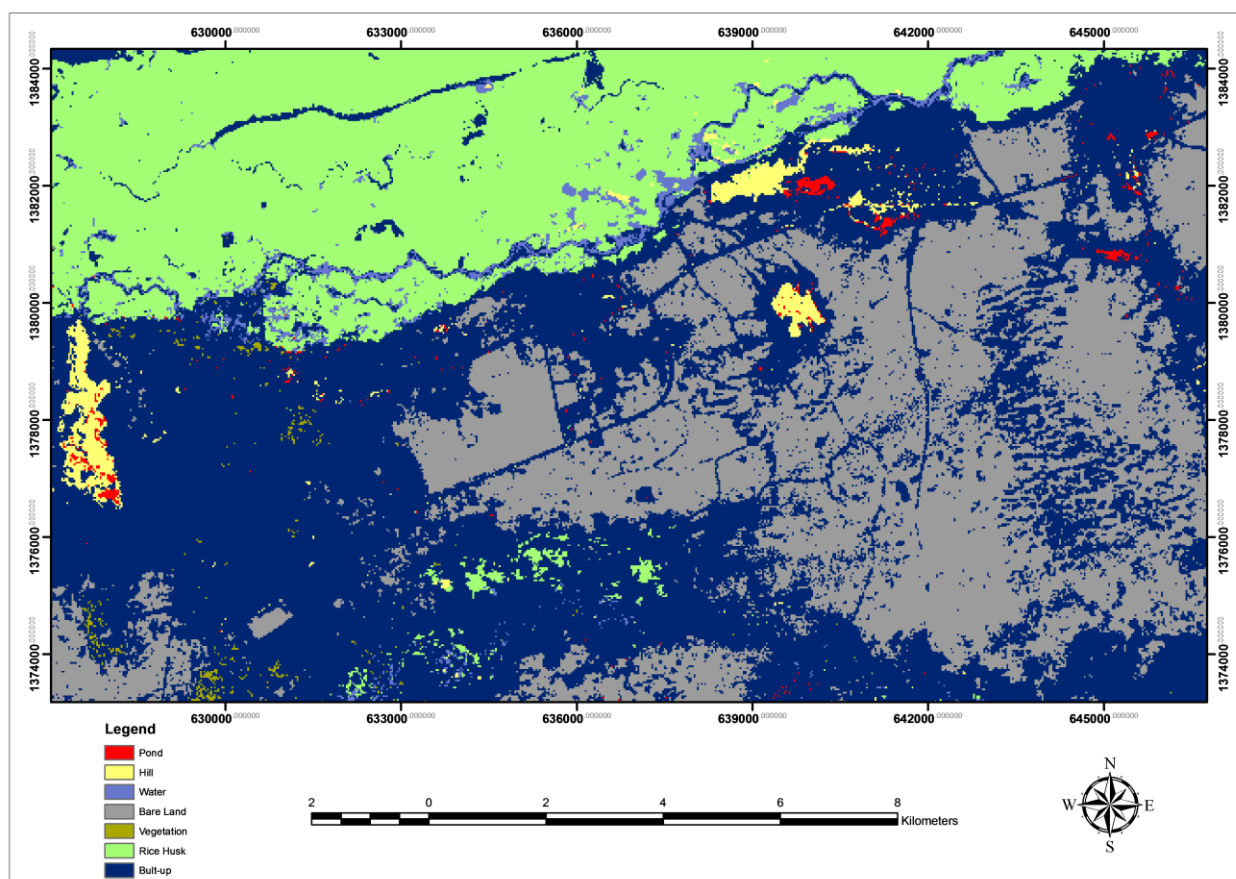 630000.000000 633000.000000 636000.000000 639000.000000 642000.000000 645000.000000
1384000.000000 1384000.000000
1382000.000000 1382000.000000
1380000.000000 1380000.000000
1378000.000000 1378000.000000
1376000.000000 1376000.000000
1374000.000000 1374000.000000
630000.000000 633000.000000 636000.000000 639000.000000 642000.000000 645000.000000
Legend
Pond
Hill
Water
Bare Land
Vegetation
Rice Husk
Bult-up
2 0 2 4 6 8
Kilometers
N
W E
S